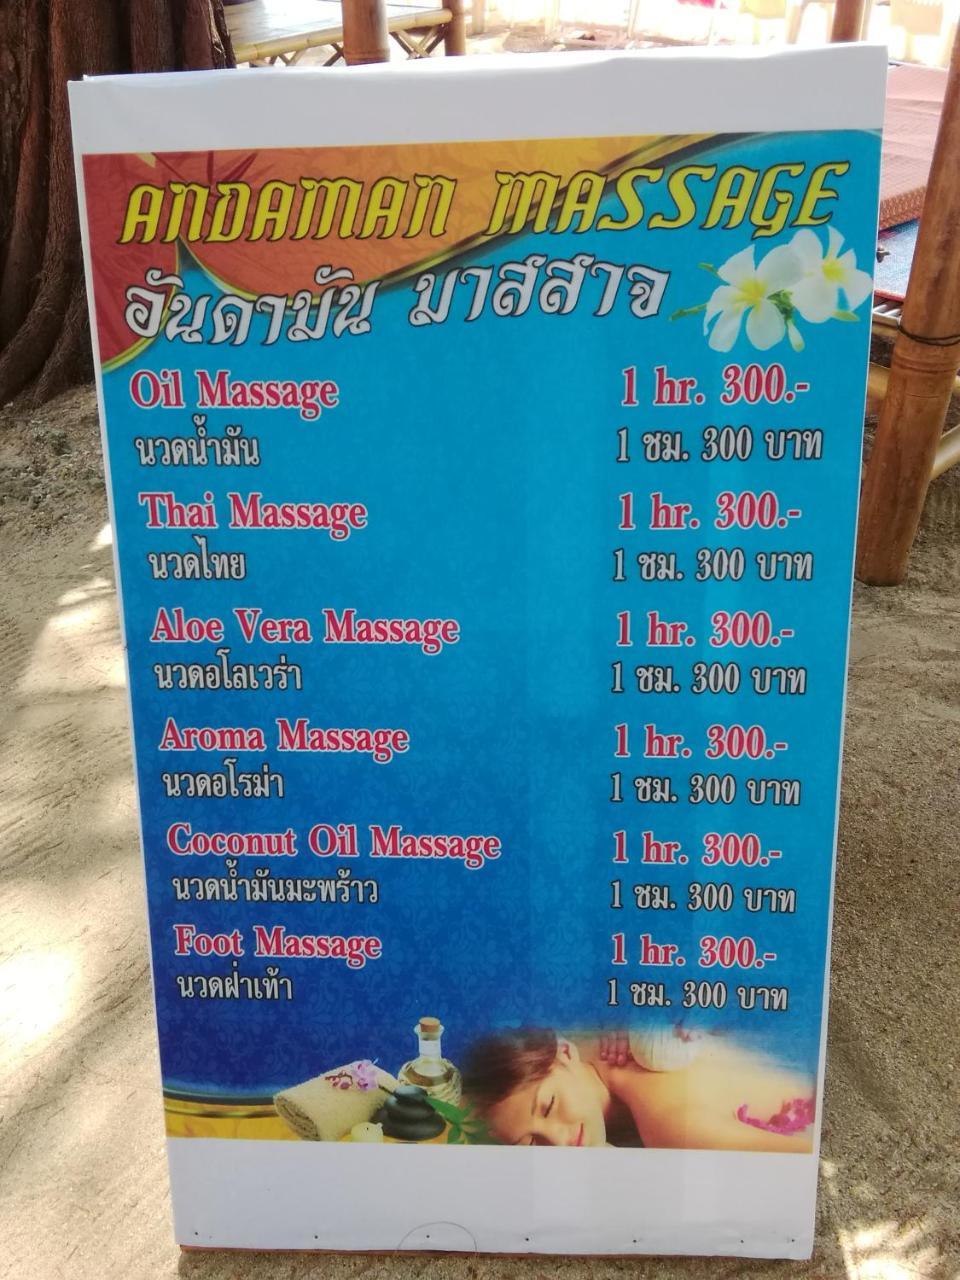 ANDAMAN MASSAGE
อันดามัน มาสสาจ
Oil Massage 1 hr. 300.-
นวดน้ำมัน 1 ชม. 300 บาท
Thai Massage 1 hr. 300.-
นวดไทย 1 ชม. 300 บาท
Aloe Vera Massage 1 hr. 300.-
นวดอโลเวร่า 1 ชม. 300 บาท
Aroma Massage 1 hr. 300.-
นวดอโรม่า 1 ชม. 300 บาท
Coconut Oil Massage 1 hr. 300.-
นวดน้ำมันมะพร้าว 1 ชม. 300 บาท
Foot Massage 1 hr. 300.-
นวดฝ่าเท้า 1 ชม. 300 บาท